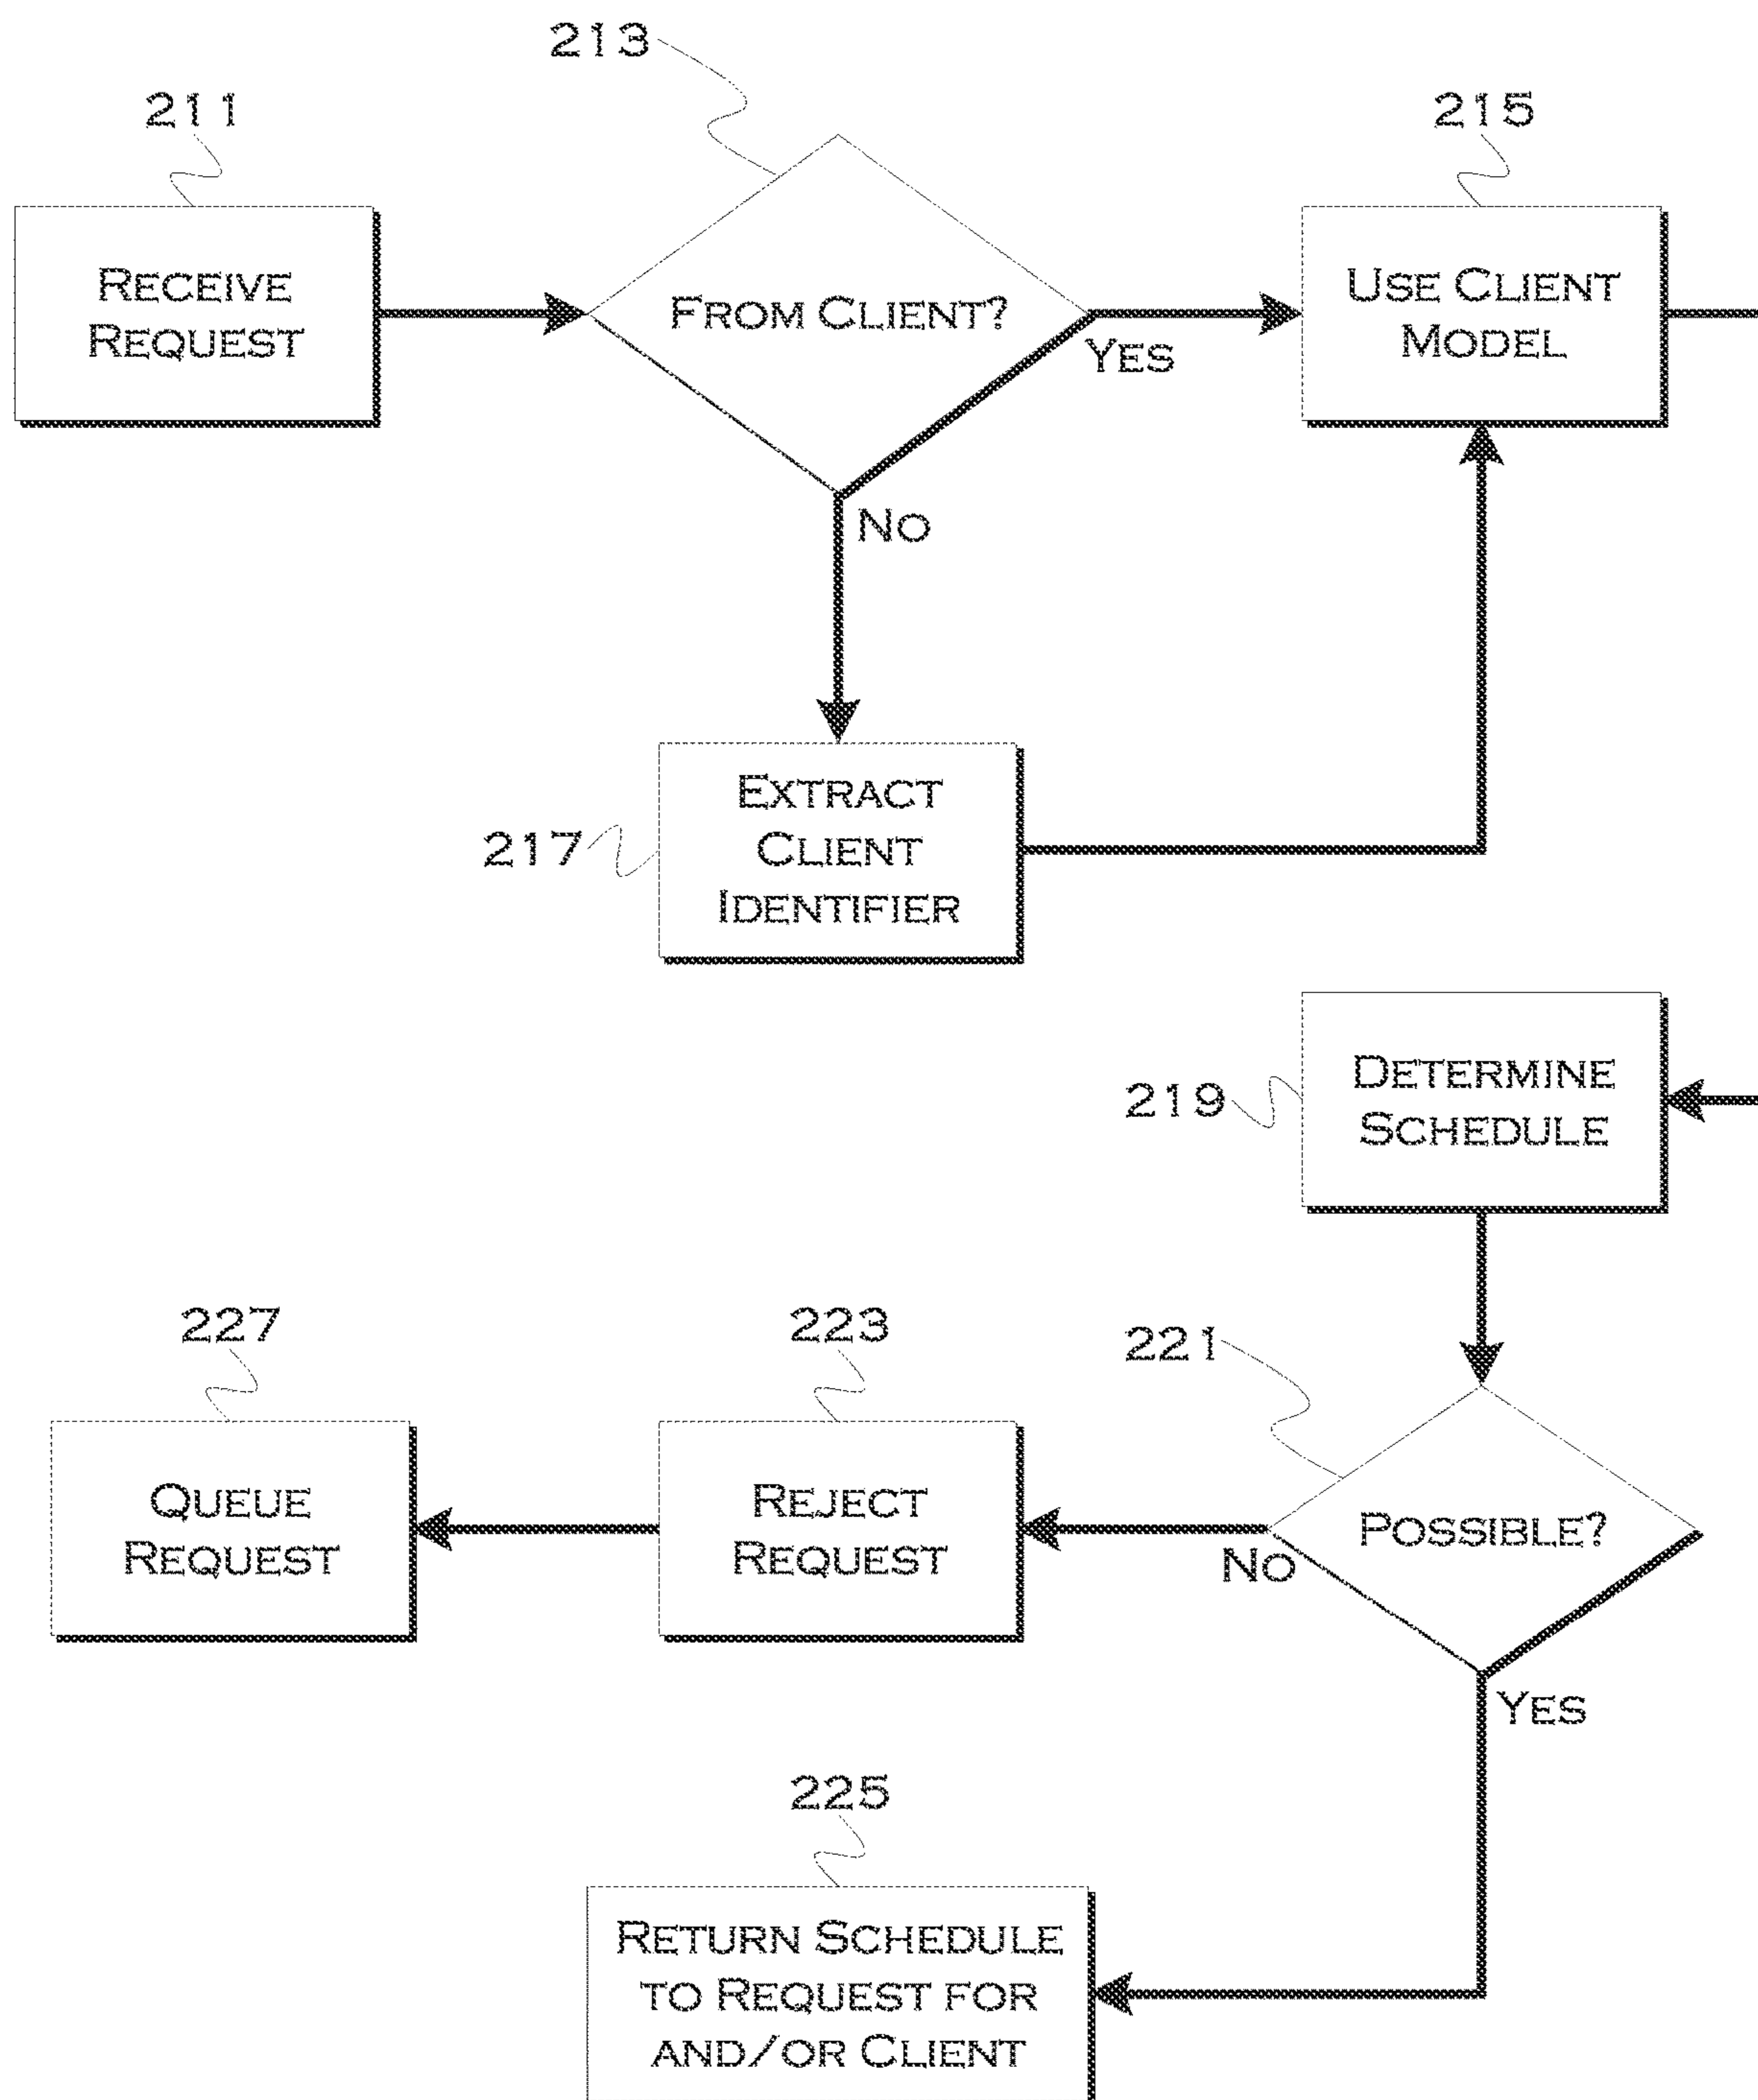 213
211
215
RECEIVE
REQUEST
FROM CLIENT?
YES
NO
USE CLIENT
MODEL
217
EXTRACT
CLIENT
IDENTIFIER
219
DETERMINE
SCHEDULE
227
223
221
QUEUE
REQUEST
REJECT
REQUEST
NO
POSSIBLE?
YES
225
RETURN SCHEDULE
TO REQUEST FOR
AND/OR CLIENT